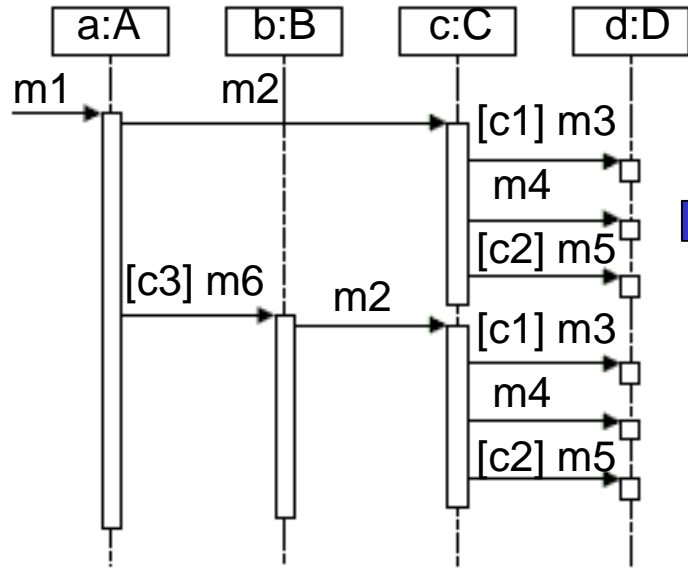 a:A b:B c:C d:D
m1 m2
[c1] m3
m4
[c2] m5
[c3] m6
m2
[c1] m3
m4
[c2] m5